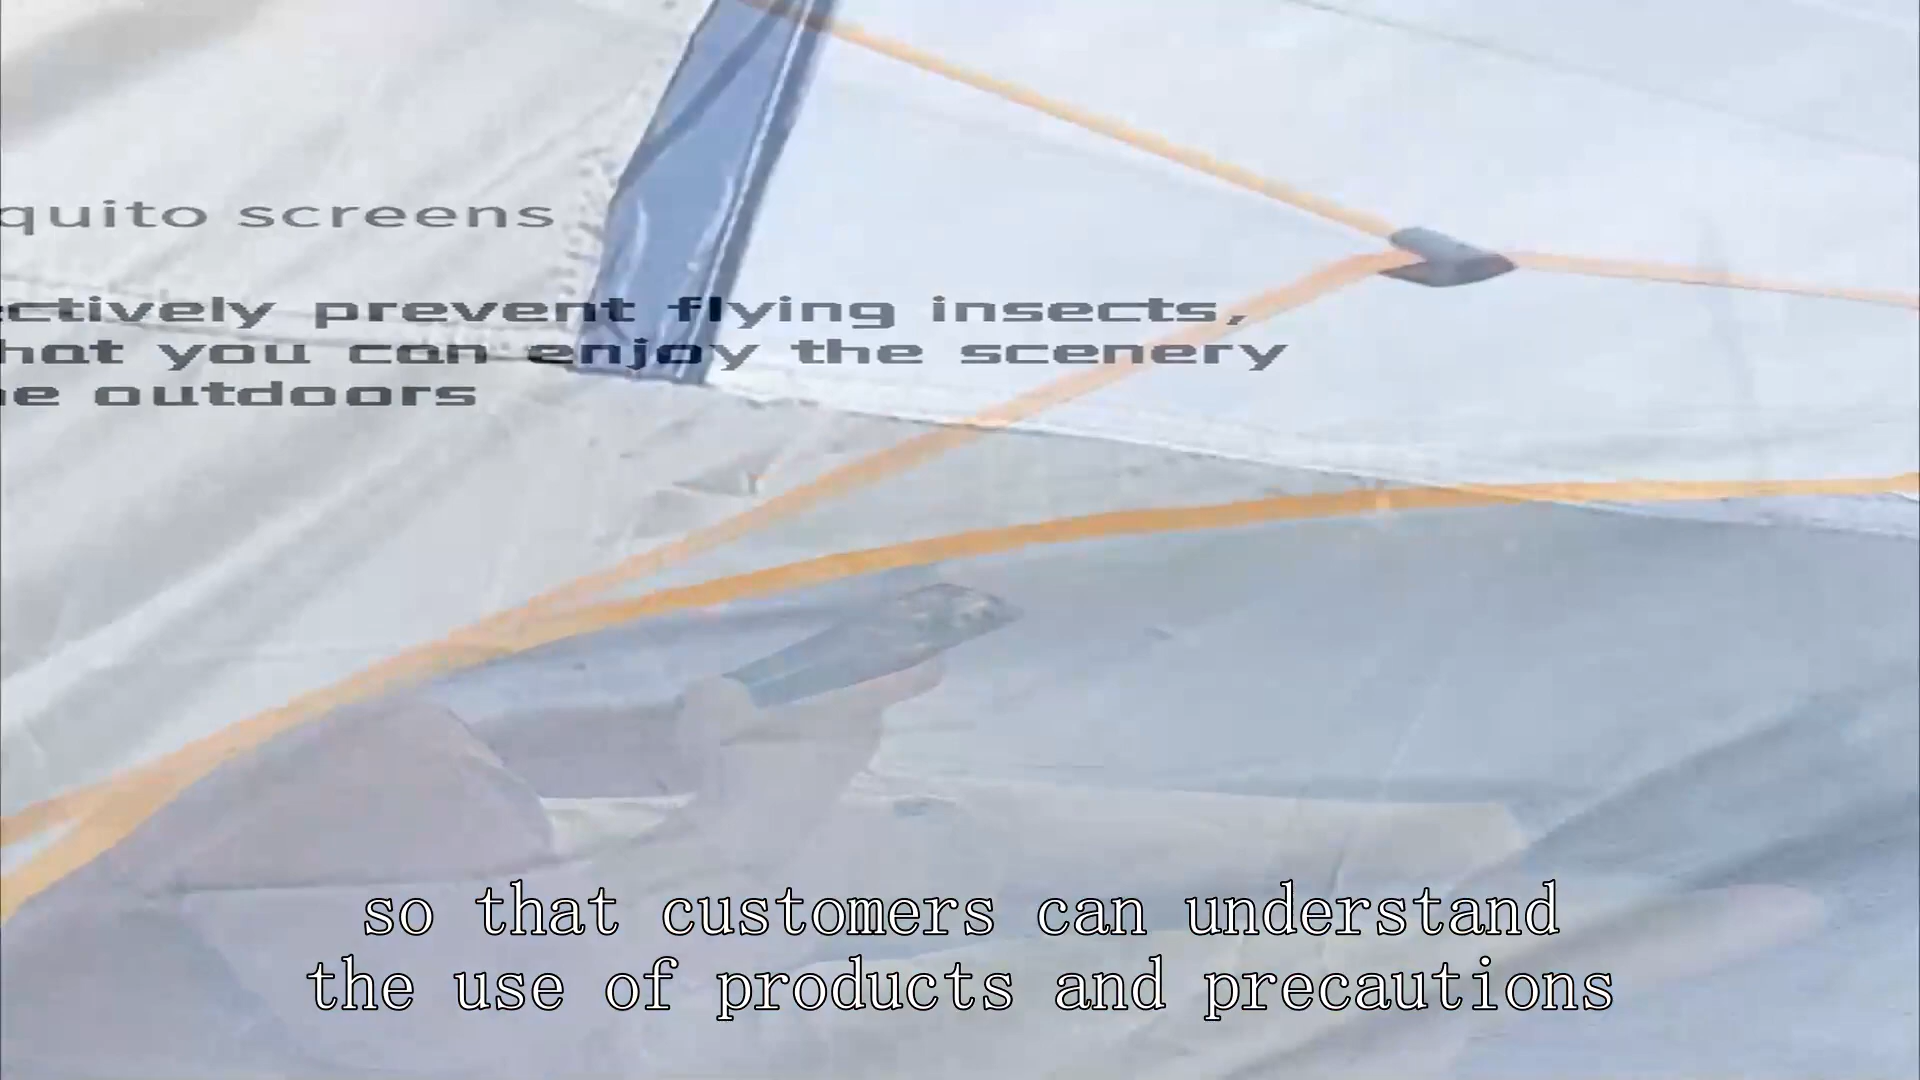 quito screens
ectively prevent flying insects,
hat you can enjoy the scenery
e outdoors
so that customers can understand
the use of products and precautions